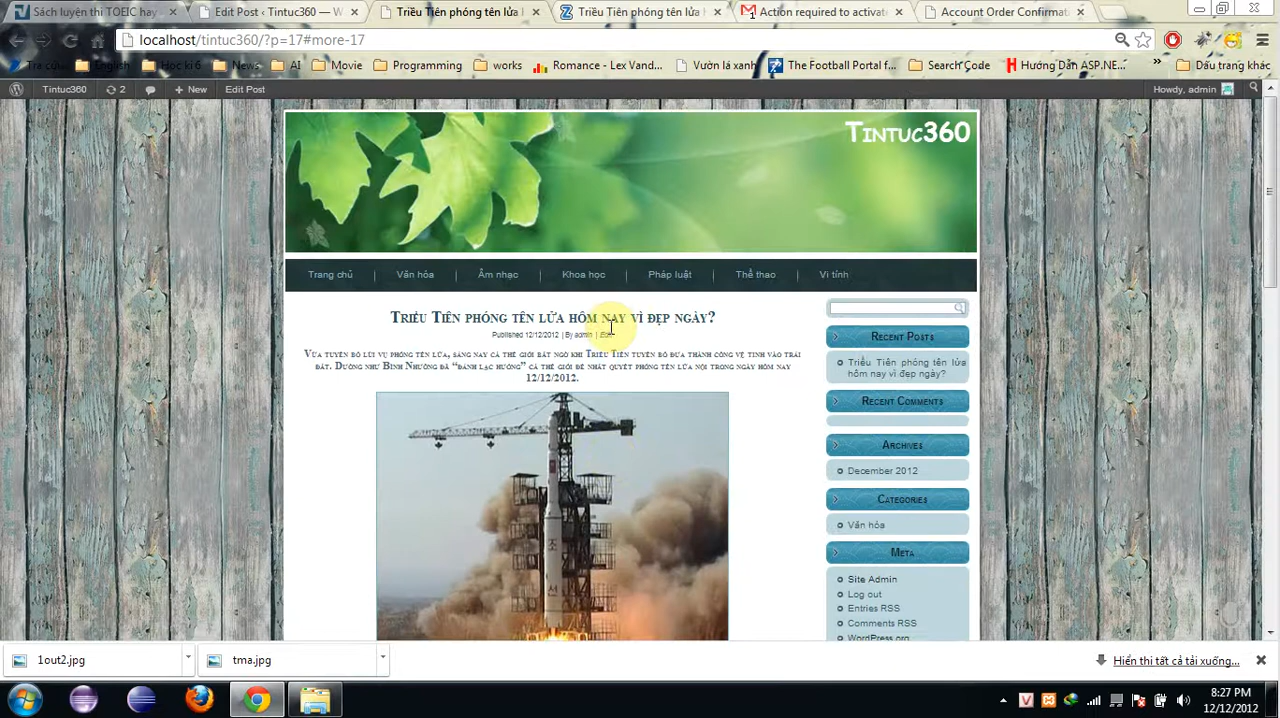 Sách luyện thi TOEIC hay
Edit Post ‹ Tintuc360 — W
Triều Tiên phóng tên lửa
Triều Tiên phóng tên lửa h
Action required to activat
Account Order Confirmat
localhost/tintuc360/?p=17#more-17
Tra cứu
English
Học kì 6
News
AI
Movie
Programming
works
Romance - Lex Vand...
Vườn lá xanh
The Football Portal f...
Search Code
Hướng Dẫn ASP.NE...
»
Dấu trang khác
Tintuc360
2
+ New
Edit Post
Howdy, admin
Tintuc360
Trang chủ
Văn hóa
Âm nhạc
Khoa học
Pháp luật
Thể thao
Vi tính
Triều Tiên phóng tên lửa hôm nay vì đẹp ngày?
Published 12/12/2012 | By admin | Edit
Vừa tuyên bố lùi vụ phóng tên lửa, sáng nay cả thế giới bất ngờ khi Triều Tiên tuyên bố đưa thành công vệ tinh vào trái
đất. Dường như Bình Nhưỡng đã “đánh lạc hướng” cả thế giới để nhất quyết phóng tên lửa nội trong ngày hôm nay
12/12/2012.
조
선
Recent Posts
Triều Tiên phóng tên lửa
hôm nay vì đẹp ngày?
Recent Comments
Archives
December 2012
Categories
Văn hóa
Meta
Site Admin
Log out
Entries RSS
Comments RSS
WordPress.org
1out2.jpg
tma.jpg
Hiển thị tất cả tải xuống...
8:27 PM
12/12/2012